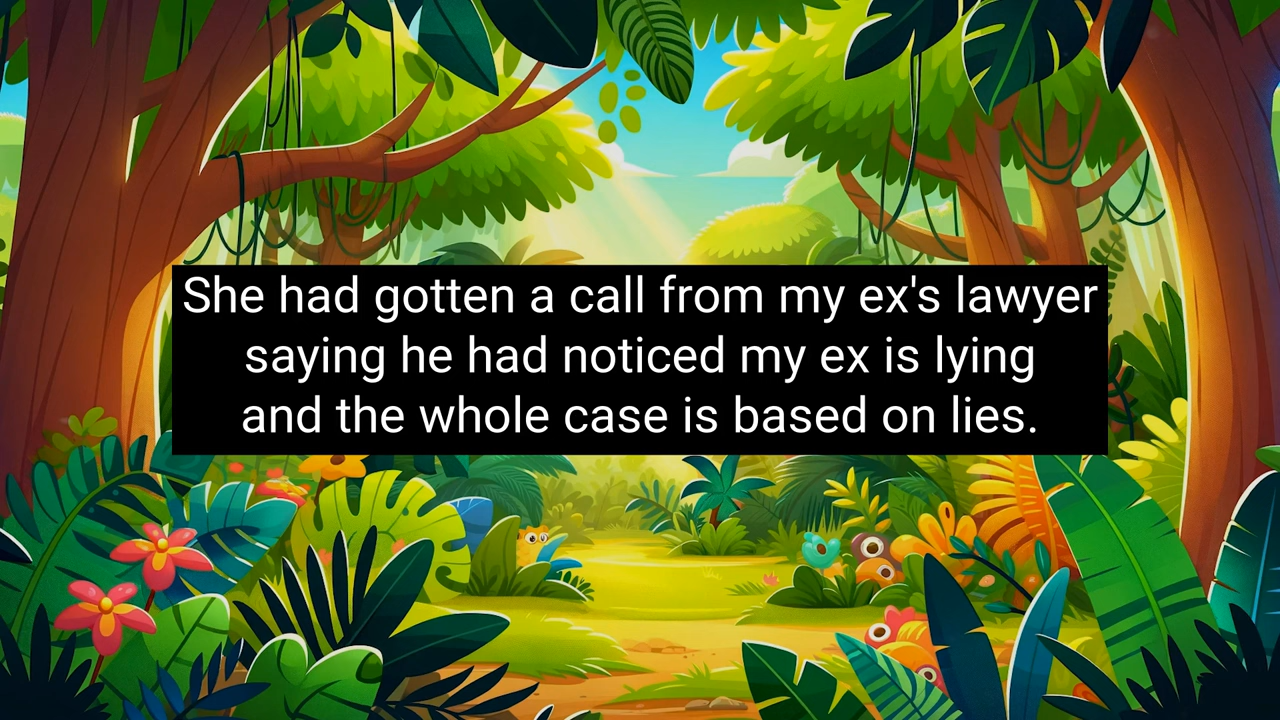 She had gotten a call from my ex's lawyer
saying he had noticed my ex is lying
and the whole case is based on lies.